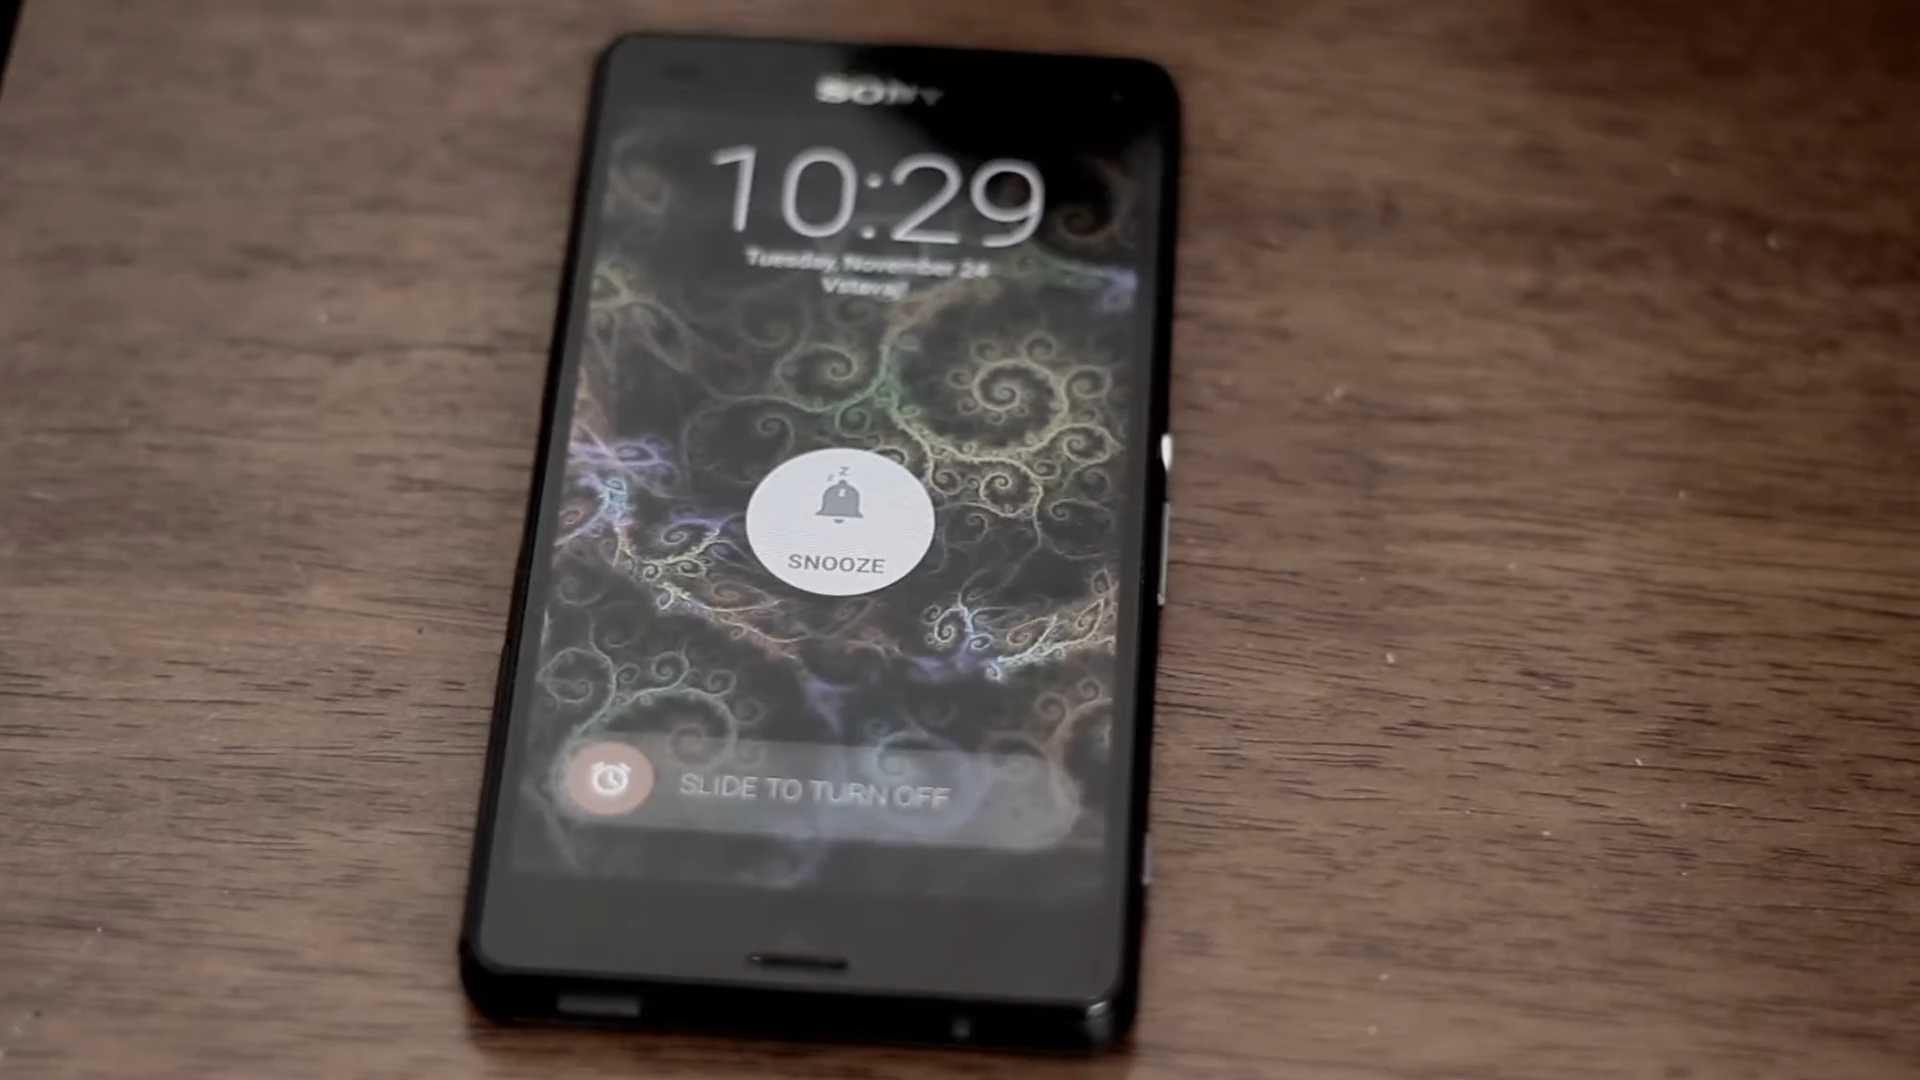 SONY
10:29
Tuesday, November 24
Vstavaj!
SNOOZE
SLIDE TO TURN OFF